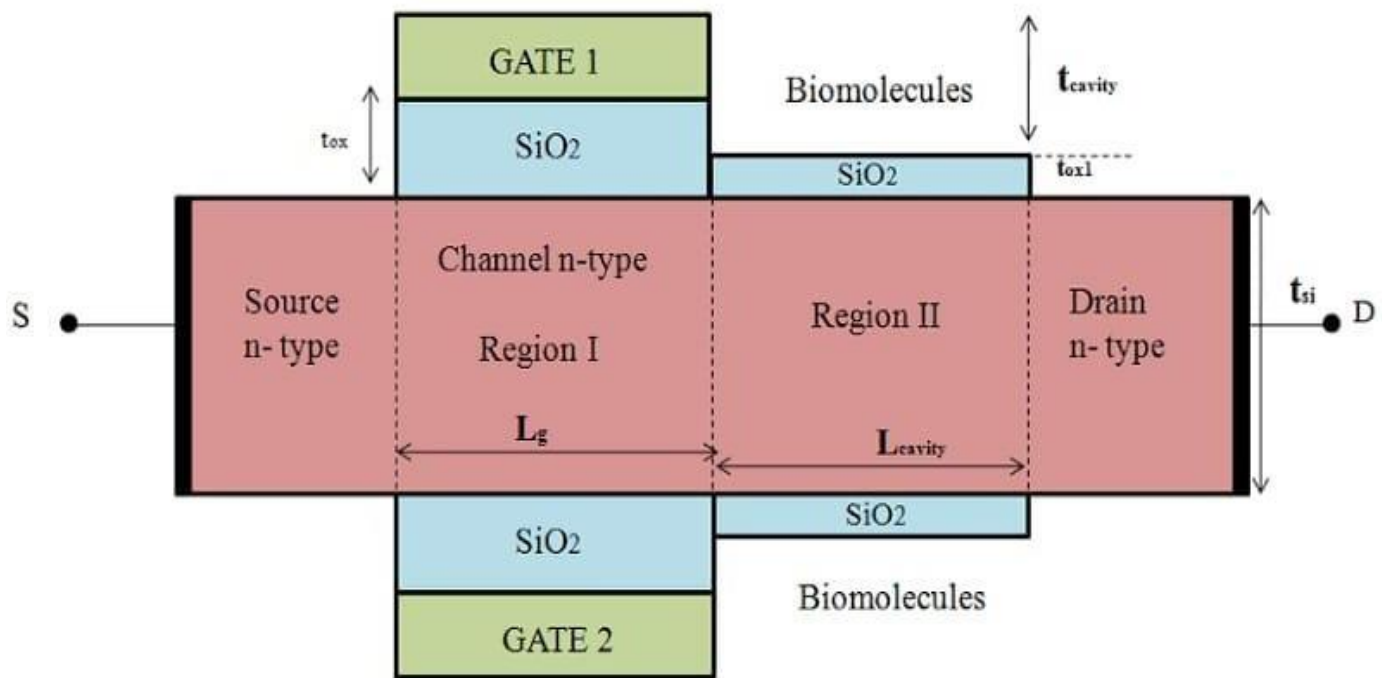 GATE 1
tox
SiO2
Biomolecules
tcavity
SiO2
tox1
S
Source
n- type
Channel n-type
Region I
Region II
Drain
n- type
tsi
D
Lg
Lcavity
SiO2
SiO2
GATE 2
Biomolecules